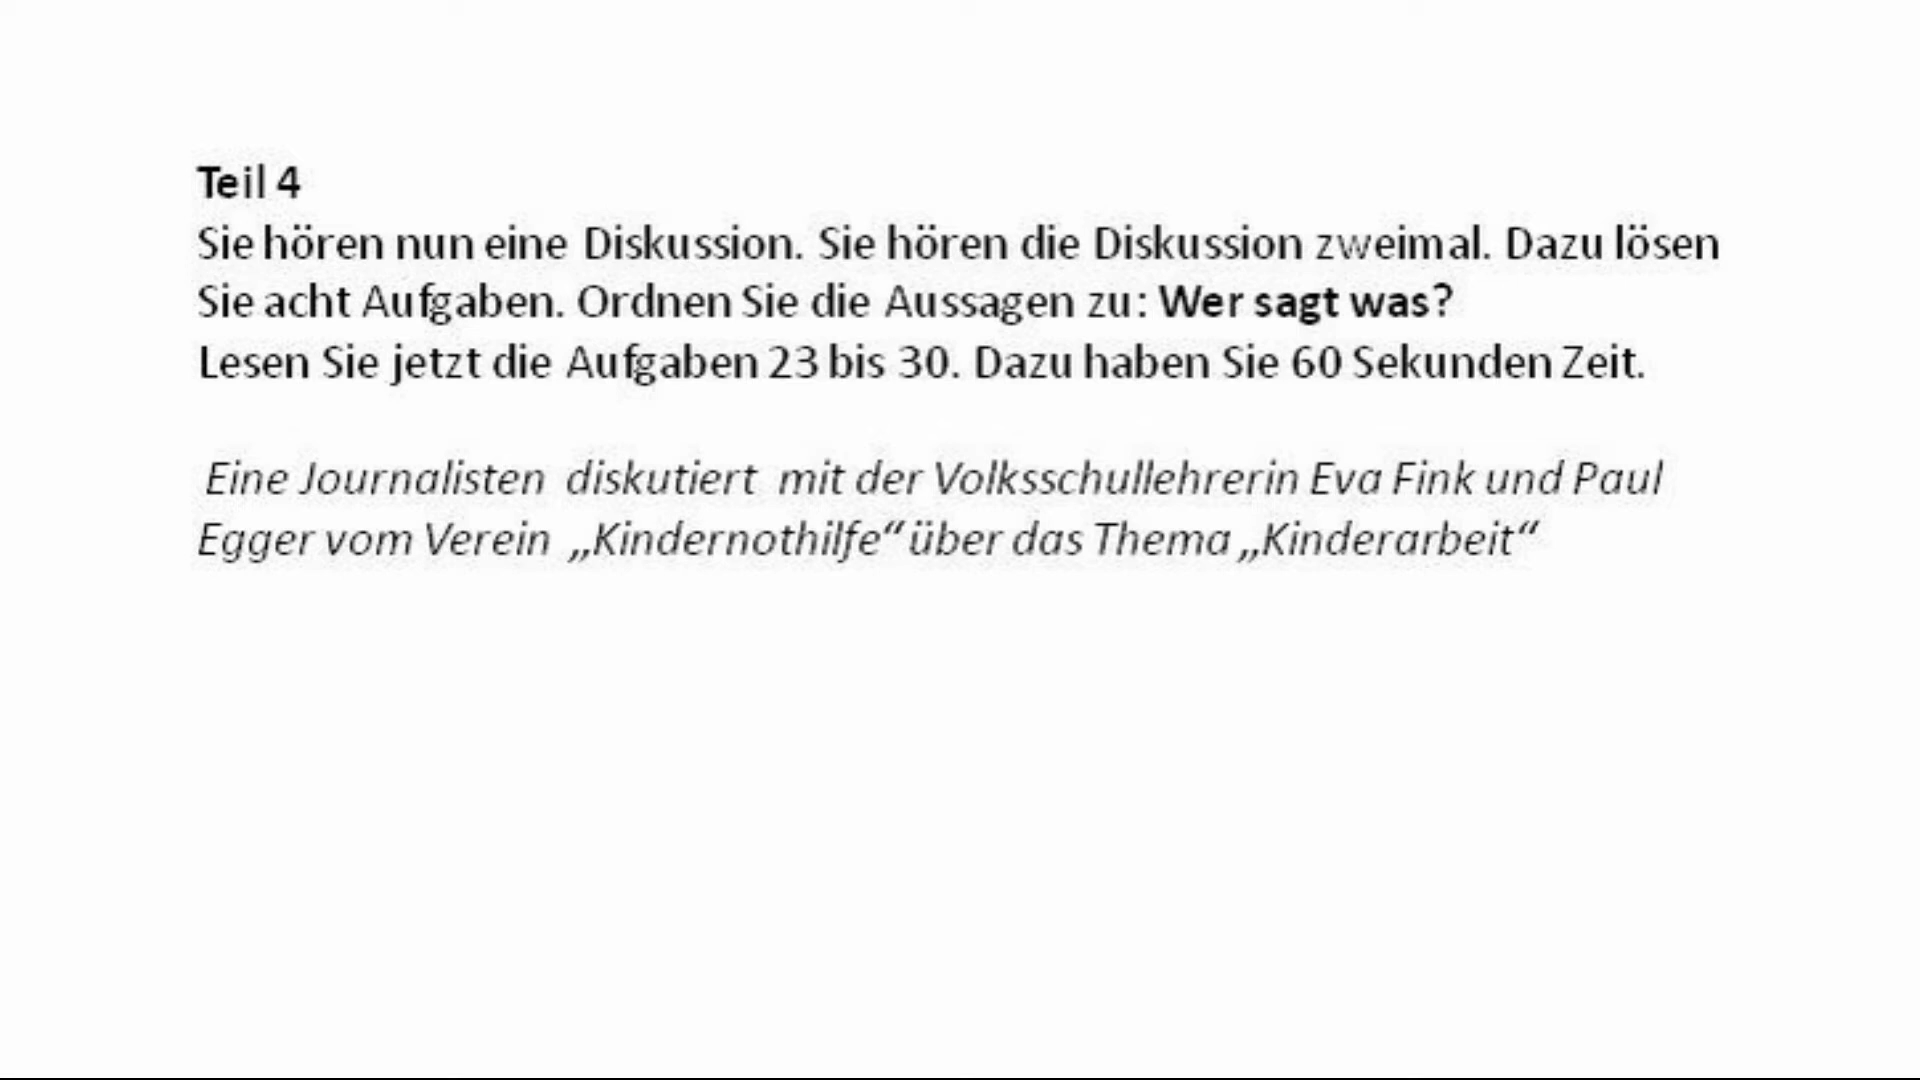 Teil 4
Sie hören nun eine Diskussion. Sie hören die Diskussion zweimal. Dazu lösen
Sie acht Aufgaben. Ordnen Sie die Aussagen zu: Wer sagt was?
Lesen Sie jetzt die Aufgaben 23 bis 30. Dazu haben Sie 60 Sekunden Zeit.
Eine Journalisten diskutiert mit der Volksschullehrerin Eva Fink und Paul
Egger vom Verein „Kindernothilfe“ über das Thema „Kinderarbeit“